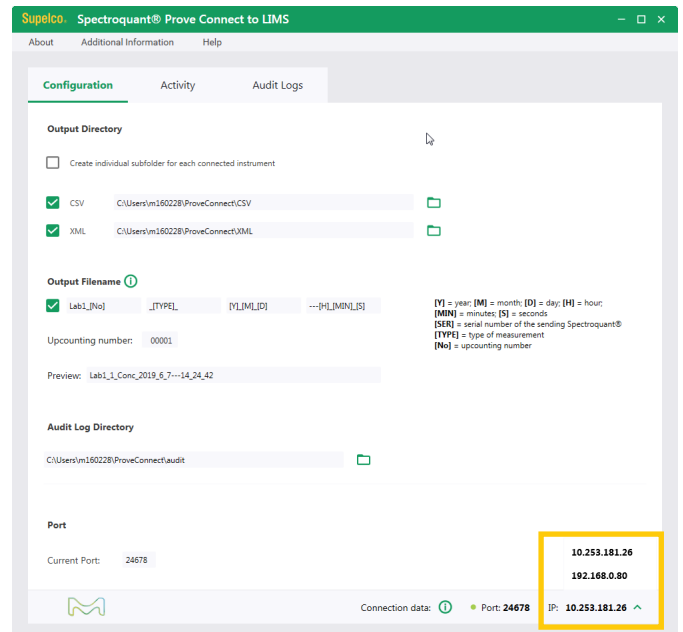 Supelco. Spectroquant® Prove Connect to LIMS
About Additional Information Help
Configuration Activity Audit Logs
Output Directory
Create individual subfolder for each connected instrument
CSV C:\Users\m160228\ProveConnect\CSV
XML C:\Users\m160228\ProveConnect\XML
Output Filename
Lab1_[No] _[TYPE]_ [Y]_[M]_[D] ---[H]_[MIN]_[S]
[Y] = year; [M] = month; [D] = day; [H] = hour;
[MIN] = minutes; [S] = seconds
[SER] = serial number of the sending Spectroquant®
[TYPE] = type of measurement
[No] = upcounting number
Upcounting number: 00001
Preview: Lab1_1_Conc_2019_6_7---14_24_42
Audit Log Directory
C:\Users\m160228\ProveConnect\audit
Port
Current Port: 24678
10.253.181.26
192.168.0.80
Connection data: Port: 24678 IP: 10.253.181.26